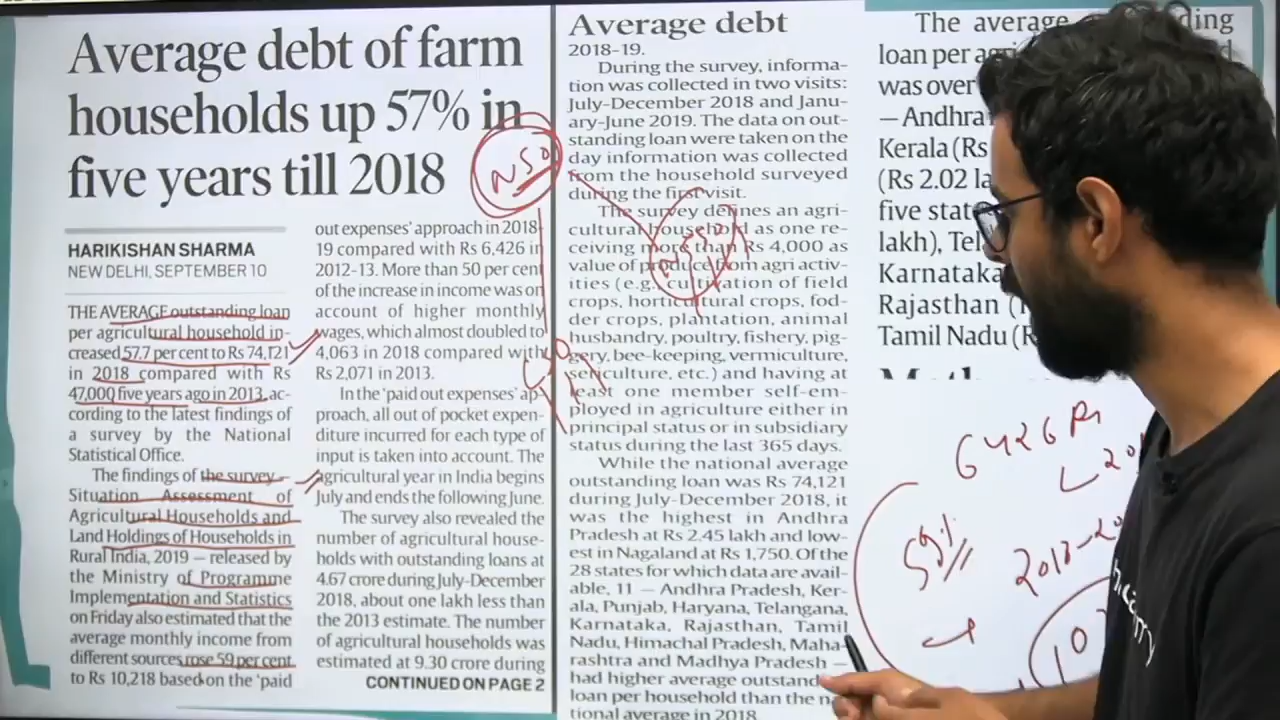 Average debt of farm
households up 57% in
five years till 2018
HARIKISHAN SHARMA
NEW DELHI, SEPTEMBER 10
THE AVERAGE outstanding loan
per agricultural household in-
creased 57.7 per cent to Rs 74,121
in 2018 compared with Rs
47,000 five years ago in 2013, ac-
cording to the latest findings of
a survey by the National
Statistical Office.
The findings of the survey —
Situation Assessment of
Agricultural Households and
Land Holdings of Households in
Rural India, 2019 — released by
the Ministry of Programme
Implementation and Statistics
on Friday also estimated that the
average monthly income from
different sources rose 59 per cent
to Rs 10,218 based on the 'paid
out expenses' approach in 2018-
19 compared with Rs 6,426 in
2012-13. More than 50 per cent
of the increase in income was on
account of higher monthly
wages, which almost doubled to
4,063 in 2018 compared with
Rs 2,071 in 2013.
In the 'paid out expenses' ap-
proach, all out of pocket expen-
diture incurred for each type of
input is taken into account. The
agricultural year in India begins
July and ends the following June.
The survey also revealed the
number of agricultural house-
holds with outstanding loans at
4.67 crore during July-December
2018, about one lakh less than
the 2013 estimate. The number
of agricultural households was
estimated at 9.30 crore during
CONTINUED ON PAGE 2
NSO
Average debt
2018-19.
During the survey, informa-
tion was collected in two visits:
July-December 2018 and Janu-
ary-June 2019. The data on out-
standing loan were taken on the
day information was collected
from the household surveyed
during the first visit.
The survey defines an agri-
cultural household as one re-
ceiving more than Rs 4,000 as
value of produce from agri activ-
ities (e.g., cultivation of field
crops, horticultural crops, fod-
der crops, plantation, animal
husbandry, poultry, fishery, pig-
gery, bee-keeping, vermiculture,
sericulture, etc.) and having at
least one member self-em-
ployed in agriculture either in
principal status or in subsidiary
status during the last 365 days.
While the national average
outstanding loan was Rs 74,121
during July-December 2018, it
was the highest in Andhra
Pradesh at Rs 2.45 lakh and low-
est in Nagaland at Rs 1,750. Of the
28 states for which data are avail-
able, 11 — Andhra Pradesh, Ker-
ala, Punjab, Haryana, Telangana,
Karnataka, Rajasthan, Tamil
Nadu, Himachal Pradesh, Maha-
rashtra and Madhya Pradesh —
had higher average outstand
loan per household than the n
tional average in 2018.
NSSO
CSO
The average ding
loan per
was over
— Andhra
Kerala (Rs
(Rs 2.02 la
five stat
lakh), Tel
Karnataka
Rajasthan (
Tamil Nadu (R
6426 Rs
59%